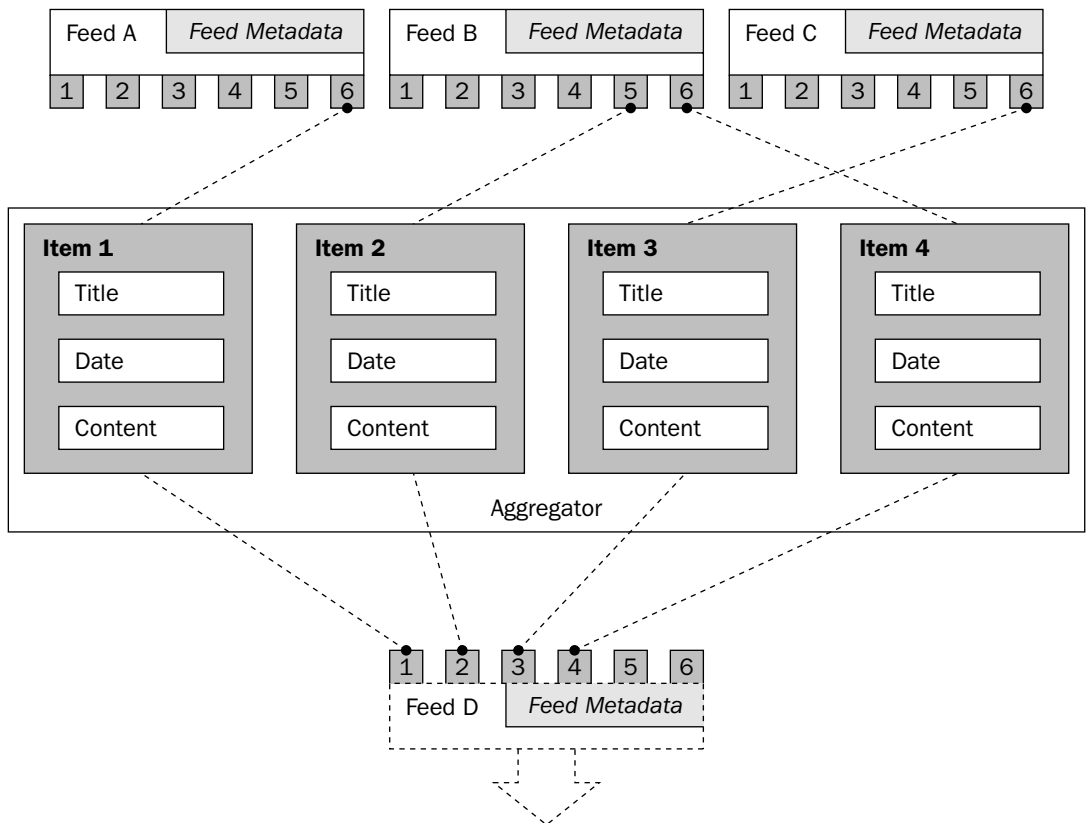 Feed A Feed Metadata Feed B Feed Metadata Feed C Feed Metadata
1 2 3 4 5 6 1 2 3 4 5 6 1 2 3 4 5 6
Item 1 Item 2 Item 3 Item 4
Title Title Title Title
Date Date Date Date
Content Content Content Content
Aggregator
1 2 3 4 5 6
Feed D Feed Metadata